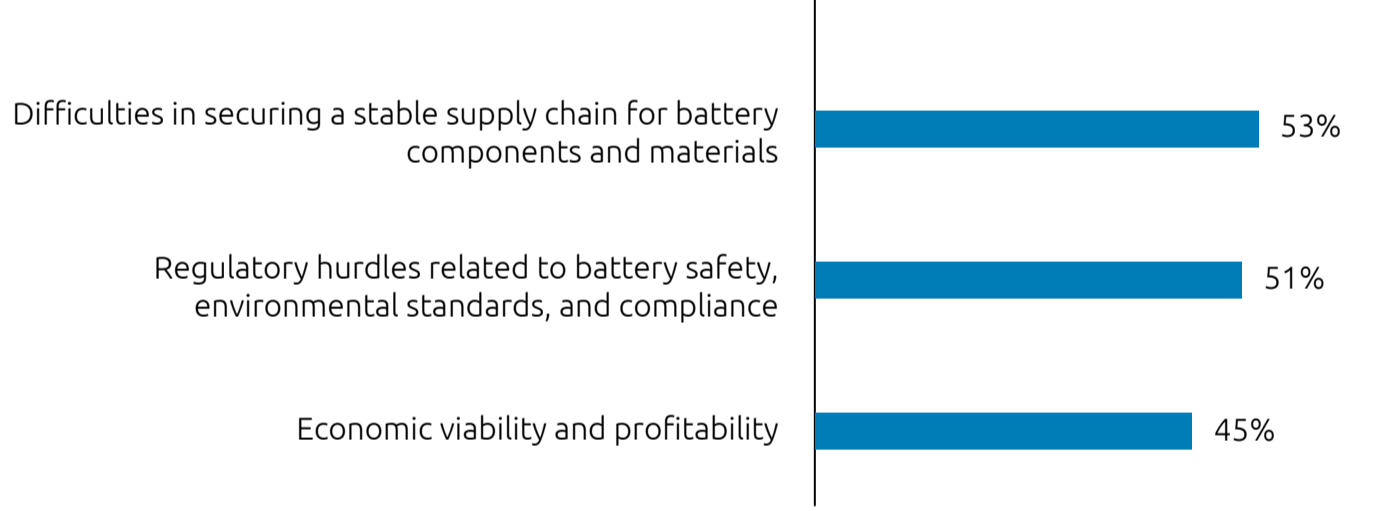 Difficulties in securing a stable supply chain for battery
components and materials
53%
Regulatory hurdles related to battery safety,
environmental standards, and compliance
51%
Economic viability and profitability
45%